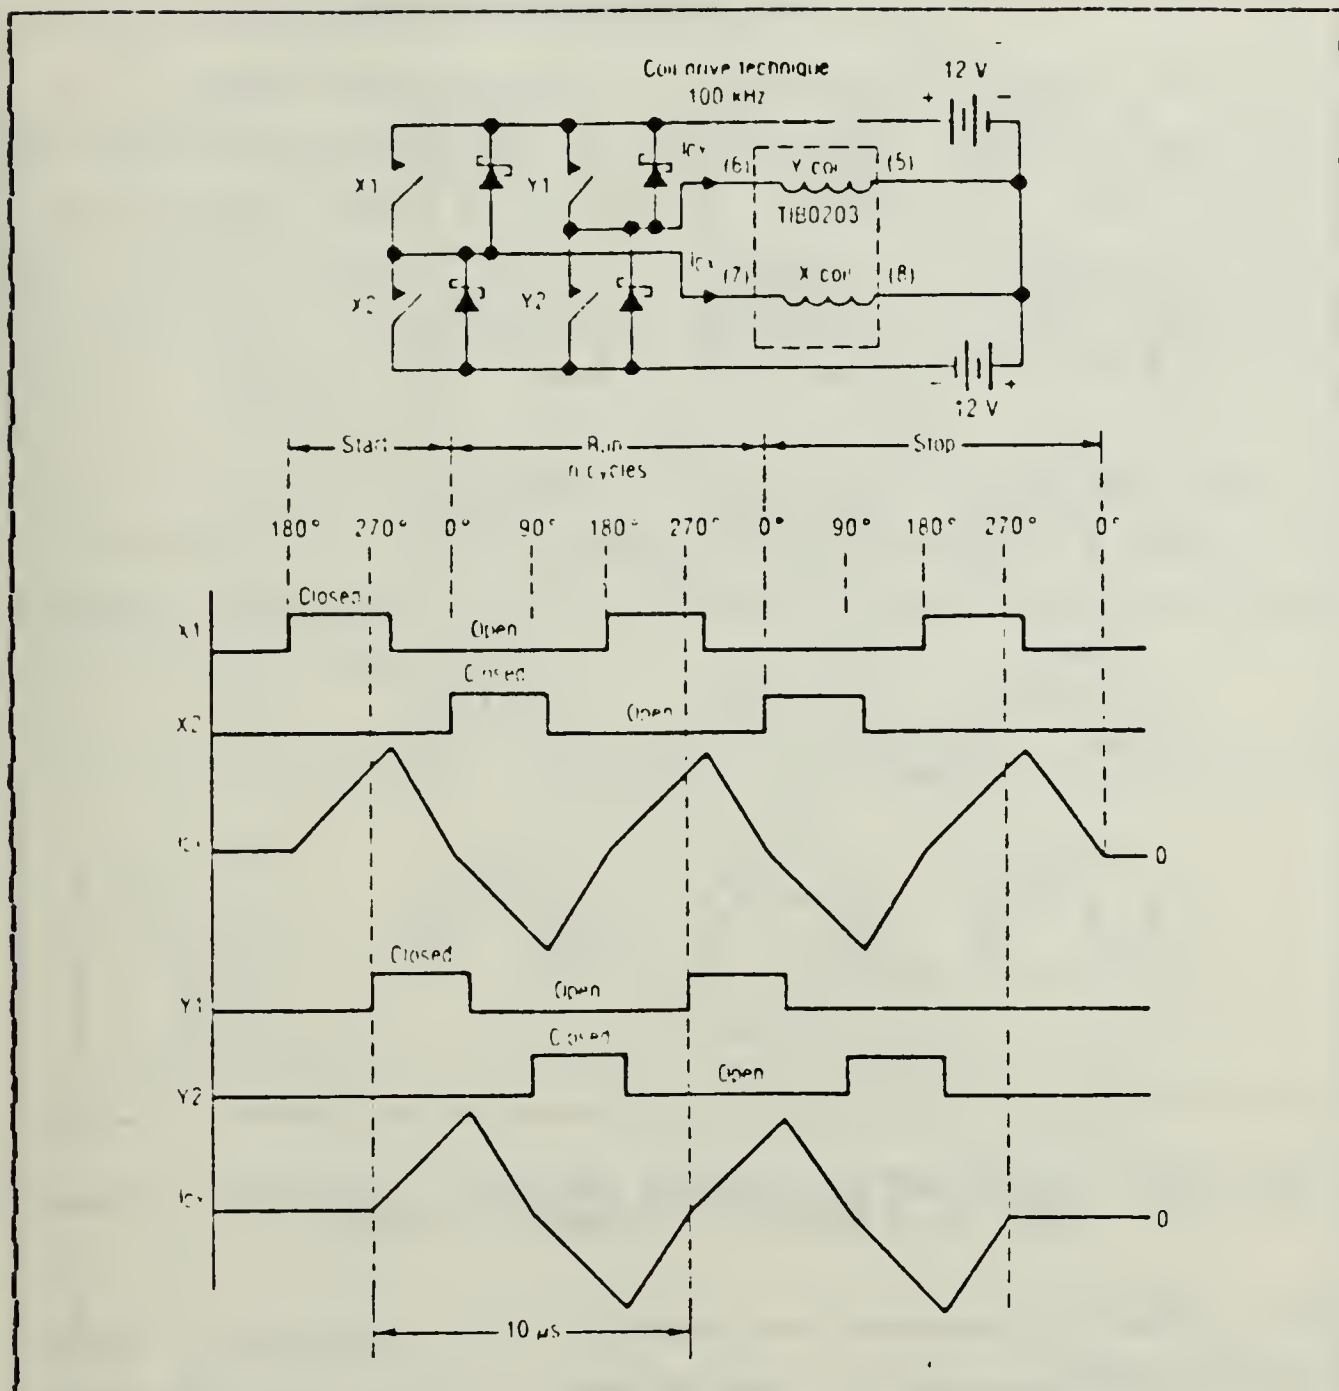 Coil drive technique
12 V
100 kHz
+ −
X1
Y1
(6)
Y coil
(5)
TIB0203
X2
Y2
(7)
X coil
(8)
− +
12 V
Start
Run
Stop
n cycles
180° 270° 0° 90° 180° 270° 0° 90° 180° 270° 0°
Closed
X1
Open
Closed
X2
Open
0
Closed
Y1
Open
Closed
Y2
Open
0
10 µs